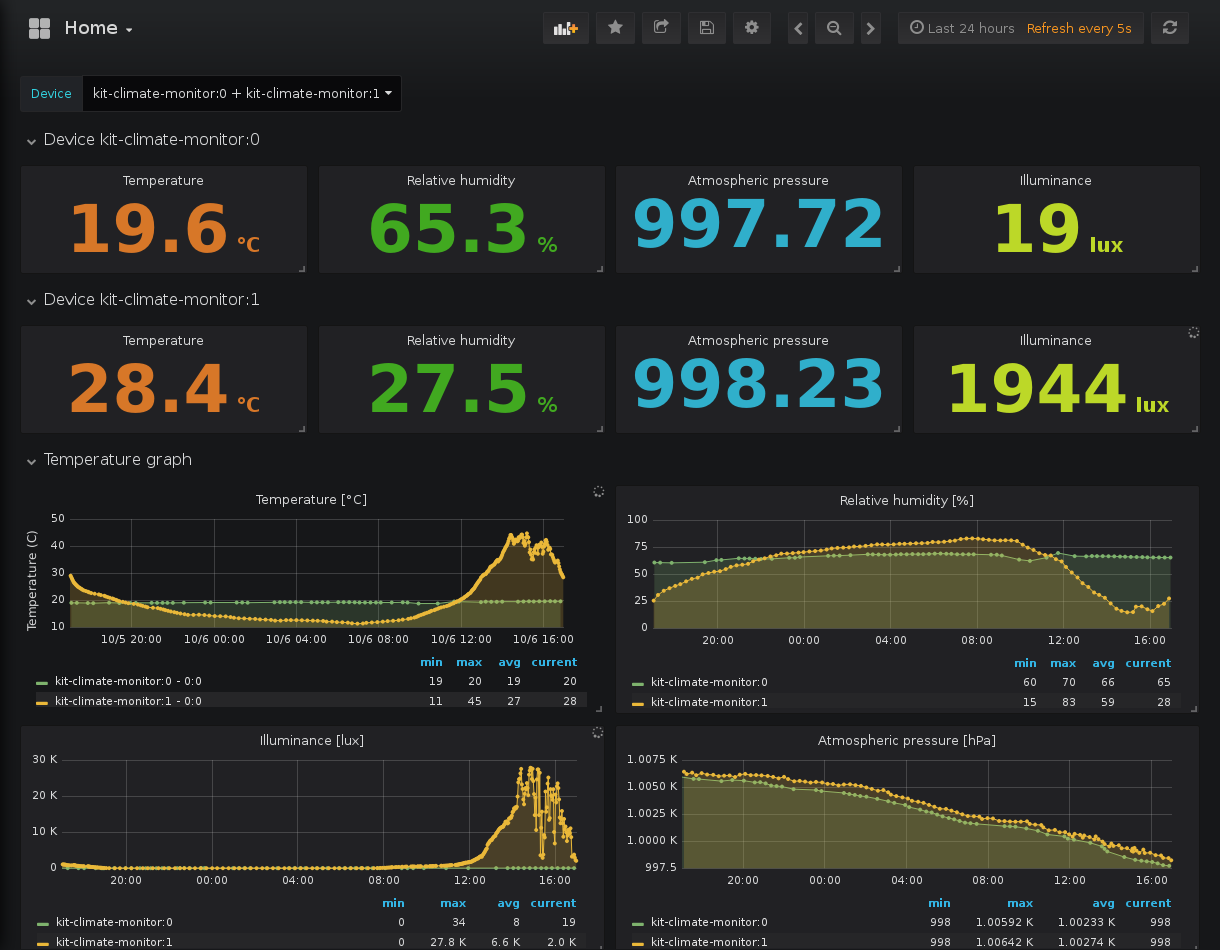 Home
Last 24 hours Refresh every 5s
Device kit-climate-monitor:0 + kit-climate-monitor:1
Device kit-climate-monitor:0
Temperature Relative humidity Atmospheric pressure Illuminance
19.6 °C 65.3 % 997.72 19 lux
Device kit-climate-monitor:1
Temperature Relative humidity Atmospheric pressure Illuminance
28.4 °C 27.5 % 998.23 1944 lux
Temperature graph
Temperature [°C]
Temperature (C)
50
40
30
20
10
10/5 20:00 10/6 00:00 10/6 04:00 10/6 08:00 10/6 12:00 10/6 16:00
min max avg current
kit-climate-monitor:0 - 0:0 19 20 19 20
kit-climate-monitor:1 - 0:0 11 45 27 28
Relative humidity [%]
100
75
50
25
0
20:00 00:00 04:00 08:00 12:00 16:00
min max avg current
kit-climate-monitor:0 60 70 66 65
kit-climate-monitor:1 15 83 59 28
Illuminance [lux]
30 K
20 K
10 K
0
20:00 00:00 04:00 08:00 12:00 16:00
min max avg current
kit-climate-monitor:0 0 34 8 19
kit-climate-monitor:1 0 27.8 K 6.6 K 2.0 K
Atmospheric pressure [hPa]
1.0075 K
1.0050 K
1.0025 K
1.0000 K
997.5
20:00 00:00 04:00 08:00 12:00 16:00
min max avg current
kit-climate-monitor:0 998 1.00592 K 1.00233 K 998
kit-climate-monitor:1 998 1.00642 K 1.00274 K 998